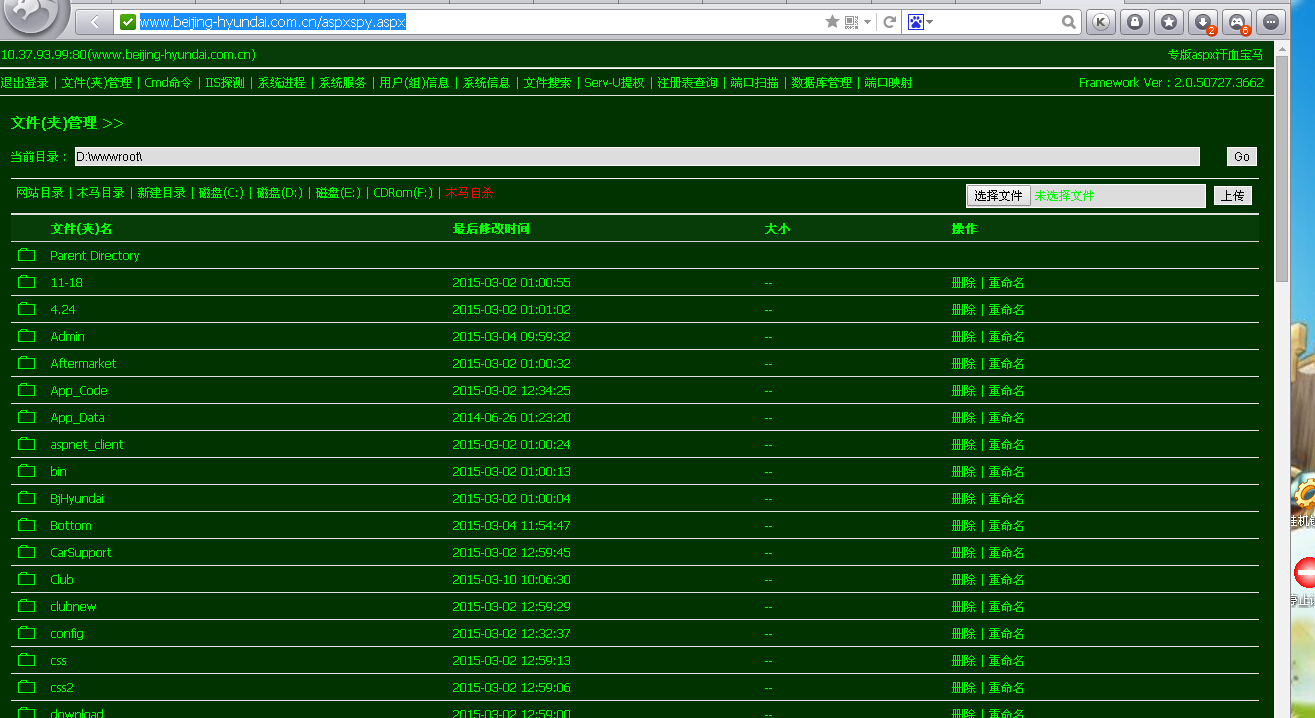 www.beijing-hyundai.com.cn/aspxspy.aspx
K 2 6
10.37.93.99:80(www.beijing-hyundai.com.cn) 专版aspx汗血宝马
退出登录 | 文件(夹)管理 | Cmd命令 | IIS探测 | 系统进程 | 系统服务 | 用户(组)信息 | 系统信息 | 文件搜索 | Serv-U提权 | 注册表查询 | 端口扫描 | 数据库管理 | 端口映射 Framework Ver : 2.0.50727.3662
文件(夹)管理 >>
当前目录 : D:\wwwroot\ Go
网站目录 | 木马目录 | 新建目录 | 磁盘(C:) | 磁盘(D:) | 磁盘(E:) | CDRom(F:) | 木马自杀 选择文件 未选择文件 上传
文件(夹)名 最后修改时间 大小 操作
Parent Directory
11-18 2015-03-02 01:00:55 -- 删除 | 重命名
4.24 2015-03-02 01:01:02 -- 删除 | 重命名
Admin 2015-03-04 09:59:32 -- 删除 | 重命名
Aftermarket 2015-03-02 01:00:32 -- 删除 | 重命名
App_Code 2015-03-02 12:34:25 -- 删除 | 重命名
App_Data 2014-06-26 01:23:20 -- 删除 | 重命名
aspnet_client 2015-03-02 01:00:24 -- 删除 | 重命名
bin 2015-03-02 01:00:13 -- 删除 | 重命名
BjHyundai 2015-03-02 01:00:04 -- 删除 | 重命名
Bottom 2015-03-04 11:54:47 -- 删除 | 重命名
CarSupport 2015-03-02 12:59:45 -- 删除 | 重命名
Club 2015-03-10 10:06:30 -- 删除 | 重命名
clubnew 2015-03-02 12:59:29 -- 删除 | 重命名
config 2015-03-02 12:32:37 -- 删除 | 重命名
css 2015-03-02 12:59:13 -- 删除 | 重命名
css2 2015-03-02 12:59:06 -- 删除 | 重命名
download 2015-03-02 12:59:00 -- 删除 | 重命名